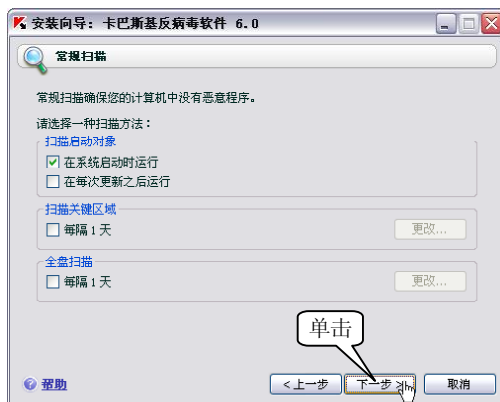 安装向导：卡巴斯基反病毒软件 6.0
常规扫描
常规扫描确保您的计算机中没有恶意程序。
请选择一种扫描方法：
扫描启动对象
在系统启动时运行
在每次更新之后运行
扫描关键区域
每隔 1 天
更改...
全盘扫描
每隔 1 天
更改...
单击
帮助
<上一步
下一步 >
取消